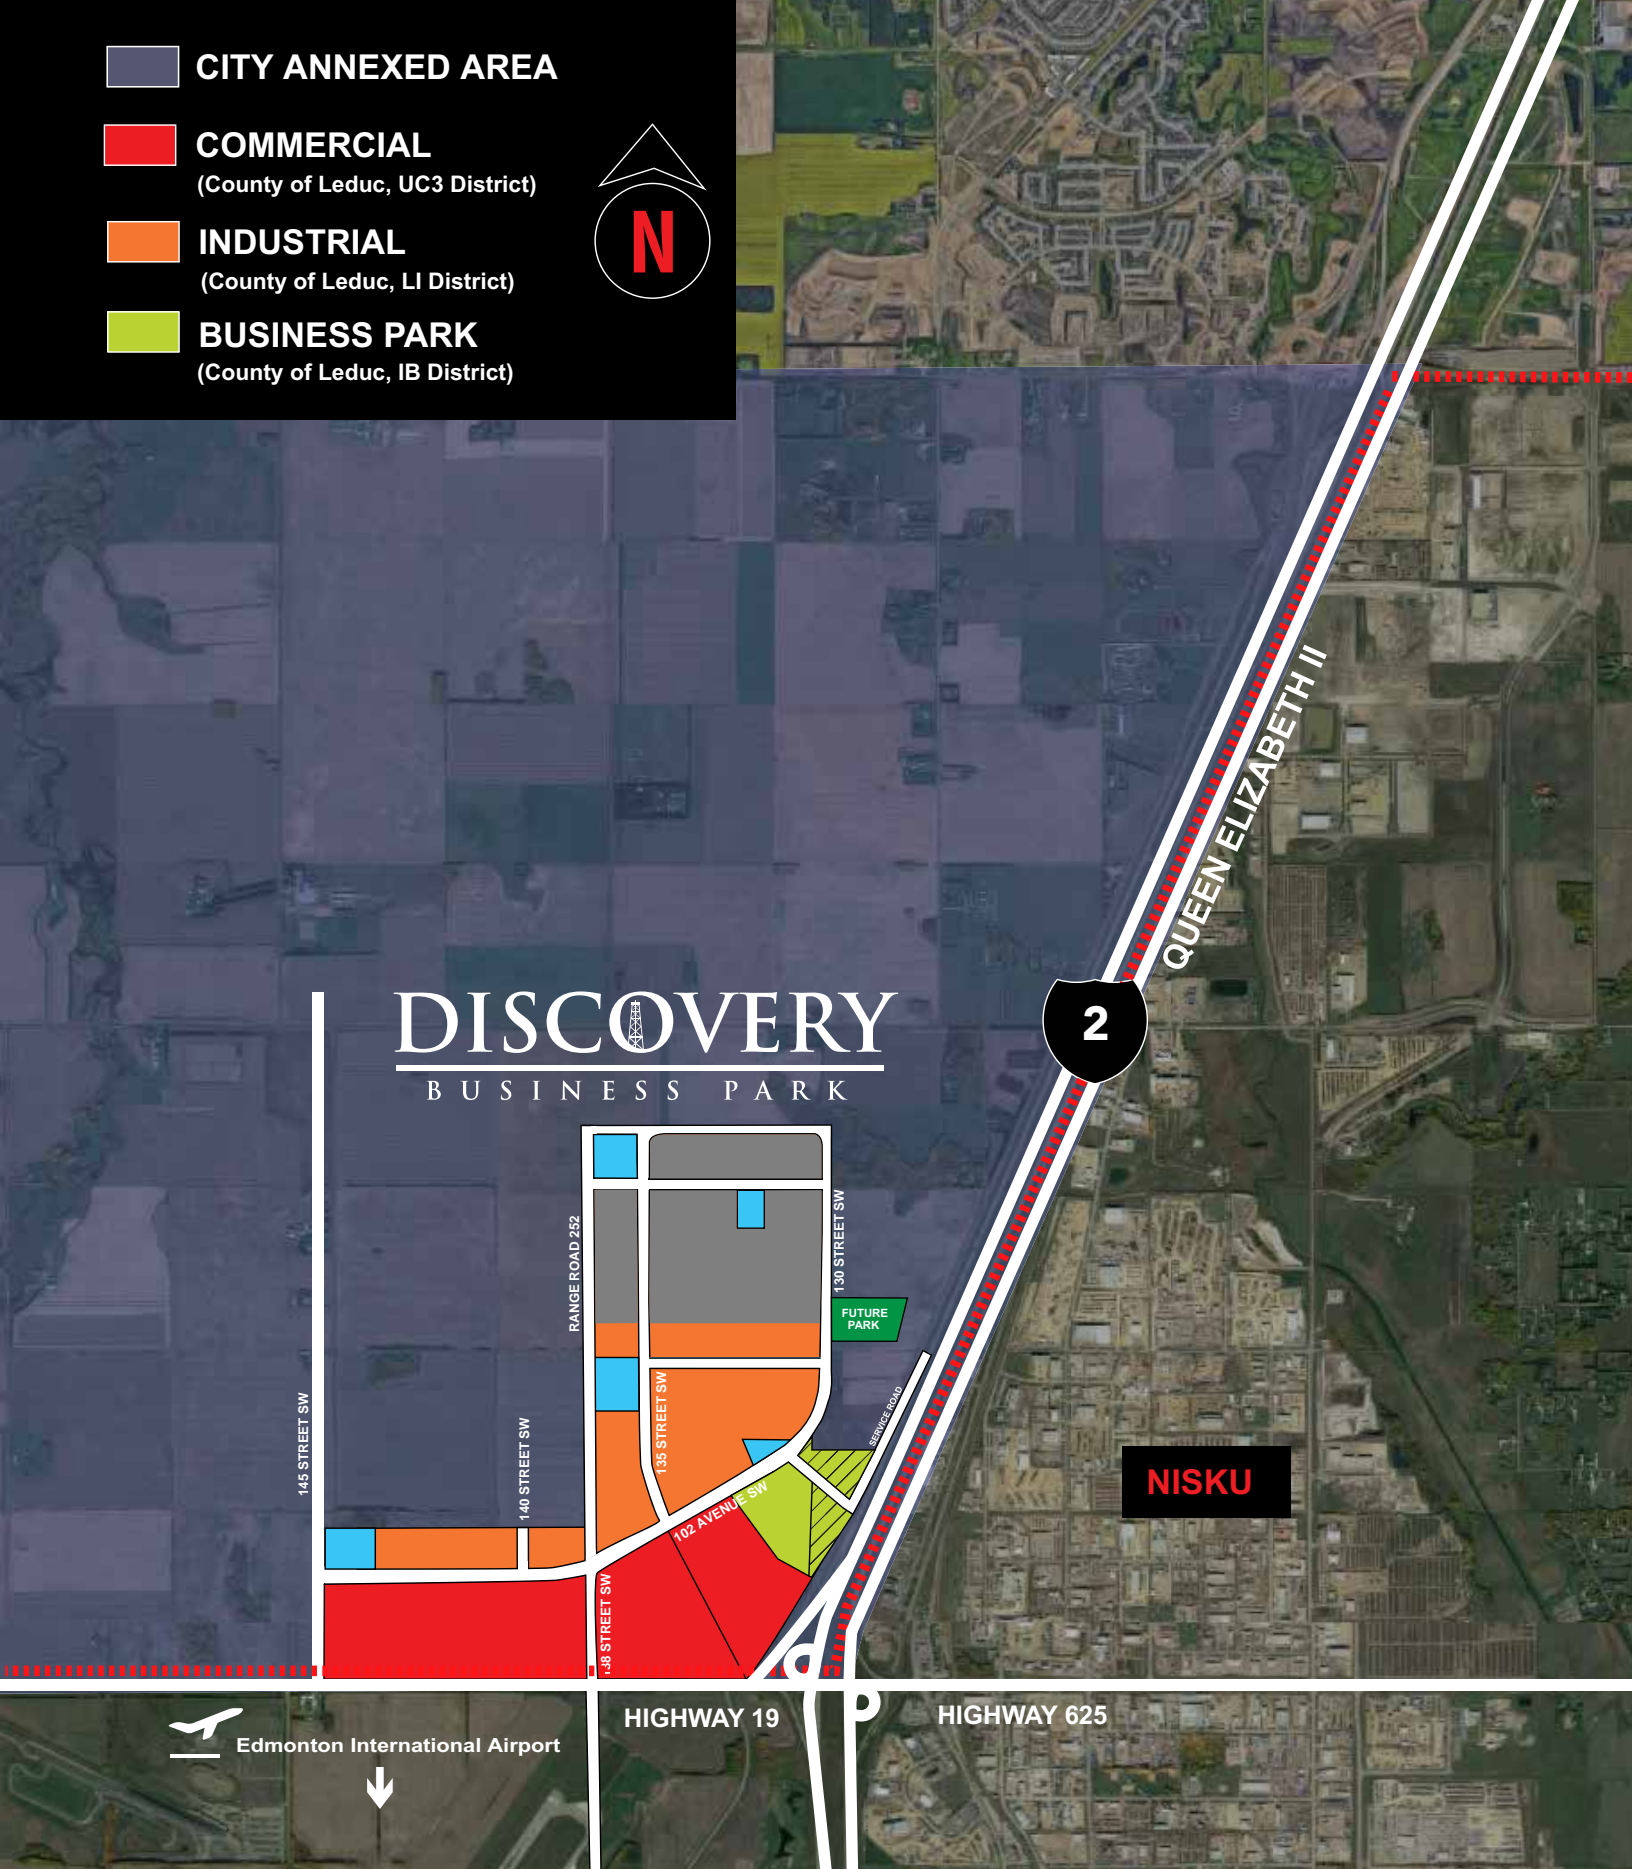 CITY ANNEXED AREA
COMMERCIAL
(County of Leduc, UC3 District)
INDUSTRIAL
(County of Leduc, LI District)
BUSINESS PARK
(County of Leduc, IB District)
N
QUEEN ELIZABETH II
2
DISCOVERY
BUSINESS PARK
RANGE ROAD 252
130 STREET SW
FUTURE
PARK
SERVICE ROAD
145 STREET SW
140 STREET SW
135 STREET SW
102 AVENUE SW
138 STREET SW
NISKU
HIGHWAY 19
HIGHWAY 625
Edmonton International Airport